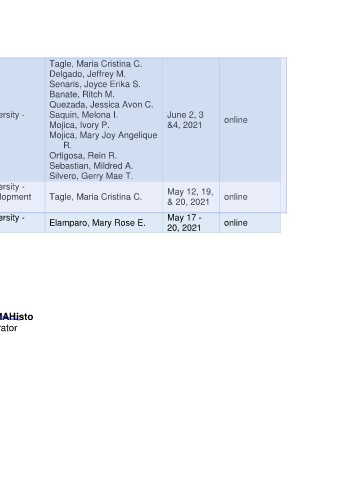 Tagle, Maria Cristina C.
Delgado, Jeffrey M.
Senaris, Joyce Erika S.
Banate, Ritch M.
Quezada, Jessica Avon C.
ersity - Saquin, Melona I. June 2, 3 online
Mojica, Ivory P. &4, 2021
Mojica, Mary Joy Angelique
R.
Ortigosa, Rein R.
Sebastian, Mildred A.
Silvero, Gerry Mae T.
ersity -
lopment Tagle, Maria Cristina C. May 12, 19, online
& 20, 2021
ersity - Elamparo, Mary Rose E. May 17 - online
20, 2021
MAHisto
rator